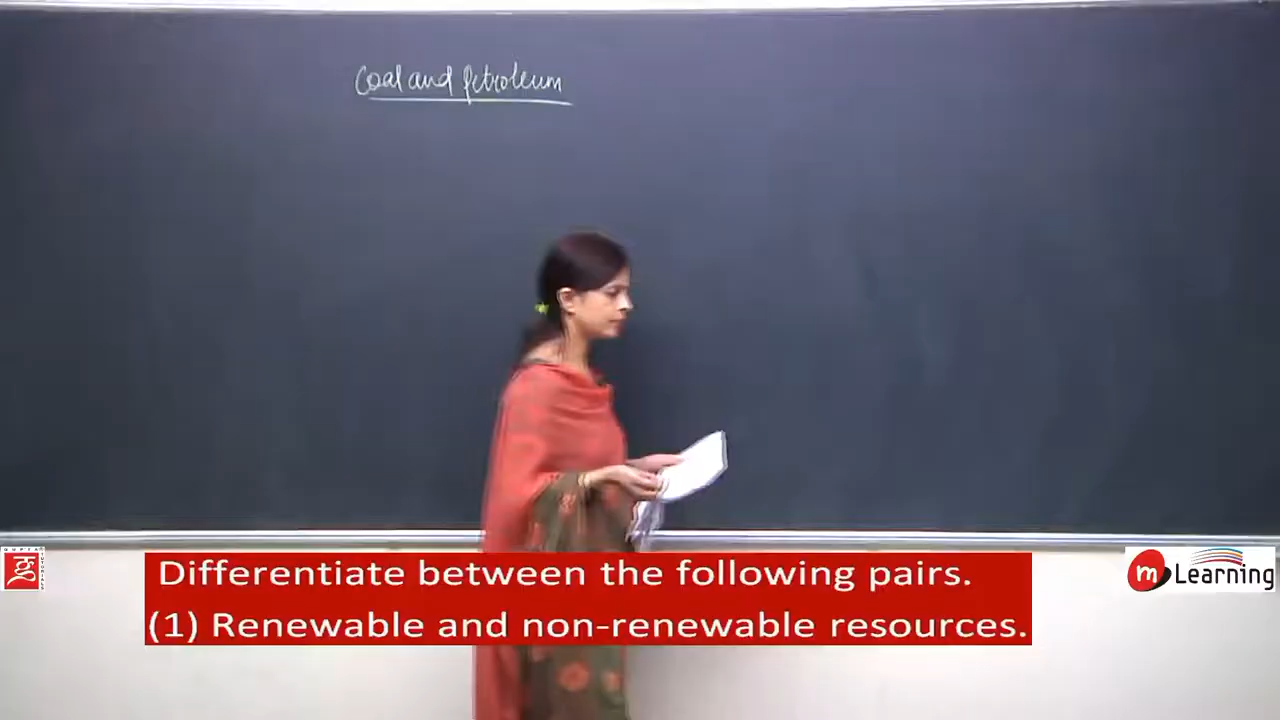 Coal and Petroleum
Differentiate between the following pairs.
(1) Renewable and non-renewable resources.
m Learning